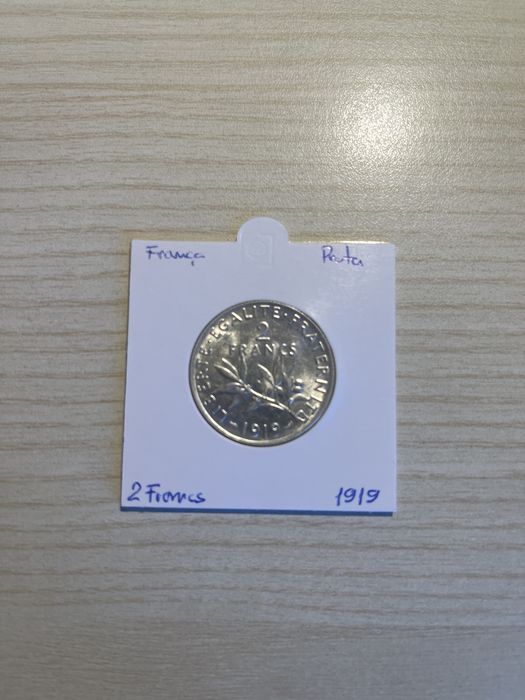 França Prata
LIBERTE·EGALITE·FRATERNITE
2
FRANCS
1919
2 Francs 1919